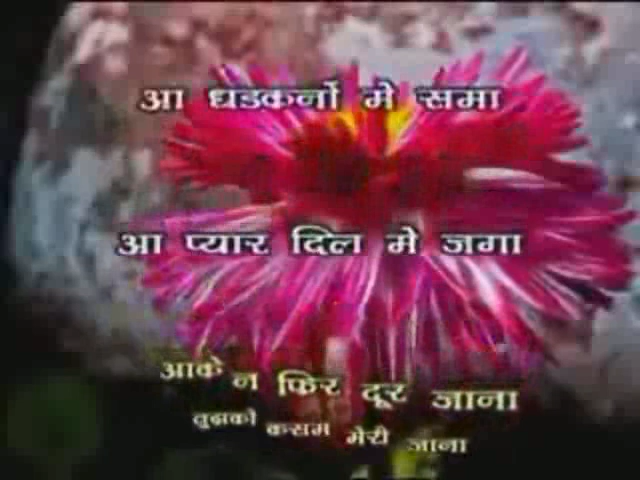 आ धडकनों मे समा
आ प्यार दिल मे जगा
आके न फिर दूर जाना
तुझको कसम मेरी जाना